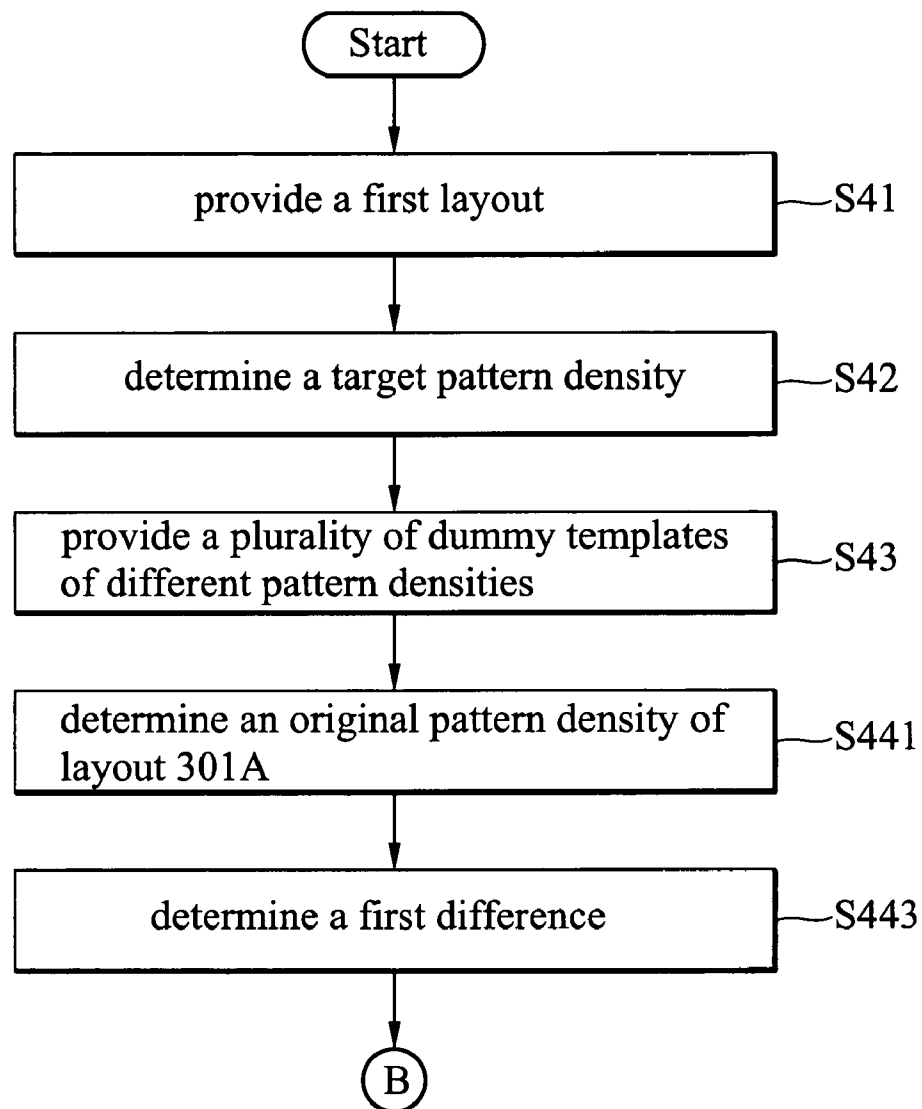 Start
provide a first layout
S41
determine a target pattern density
S42
provide a plurality of dummy templates
of different pattern densities
S43
determine an original pattern density of
layout 301A
S441
determine a first difference
S443
B